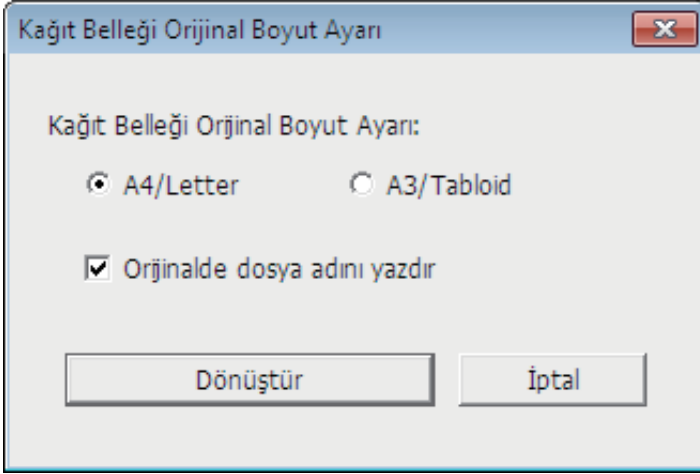 Kağıt Belleği Orijinal Boyut Ayarı
Kağıt Belleği Orijinal Boyut Ayarı:
A4/Letter A3/Tabloid
Orijinalde dosya adını yazdır
Dönüştür İptal